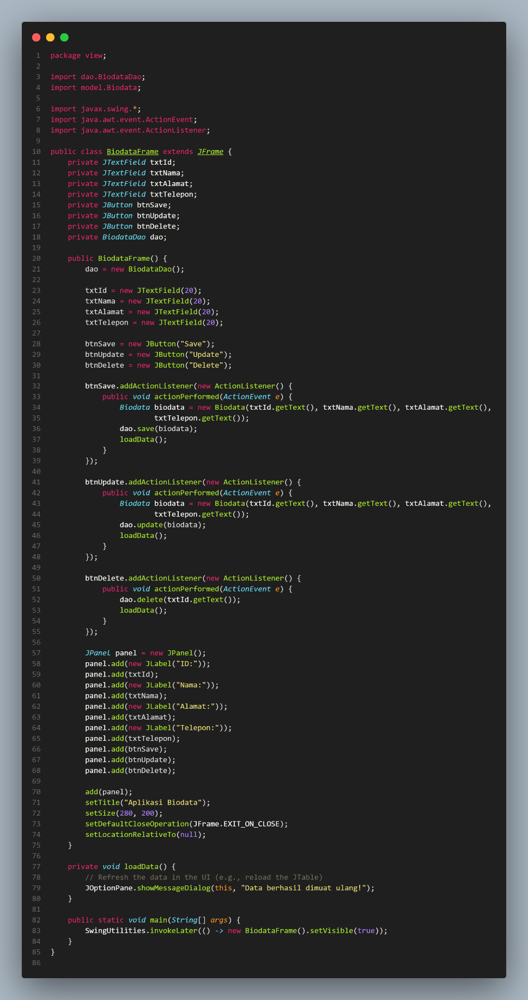 1 package view;
2
3 import dao.BiodataDao;
4 import model.Biodata;
5
6 import javax.swing.*;
7 import java.awt.event.ActionEvent;
8 import java.awt.event.ActionListener;
9
10 public class BiodataFrame extends JFrame {
11     private JTextField txtId;
12     private JTextField txtNama;
13     private JTextField txtAlamat;
14     private JTextField txtTelepon;
15     private JButton btnSave;
16     private JButton btnUpdate;
17     private JButton btnDelete;
18     private BiodataDao dao;
19
20     public BiodataFrame() {
21         dao = new BiodataDao();
22
23         txtId = new JTextField(20);
24         txtNama = new JTextField(20);
25         txtAlamat = new JTextField(20);
26         txtTelepon = new JTextField(20);
27
28         btnSave = new JButton("Save");
29         btnUpdate = new JButton("Update");
30         btnDelete = new JButton("Delete");
31
32         btnSave.addActionListener(new ActionListener() {
33             public void actionPerformed(ActionEvent e) {
34                 Biodata biodata = new Biodata(txtId.getText(), txtNama.getText(), txtAlamat.getText(),
35                         txtTelepon.getText());
36                 dao.save(biodata);
37                 loadData();
38             }
39         });
40
41         btnUpdate.addActionListener(new ActionListener() {
42             public void actionPerformed(ActionEvent e) {
43                 Biodata biodata = new Biodata(txtId.getText(), txtNama.getText(), txtAlamat.getText(),
44                         txtTelepon.getText());
45                 dao.update(biodata);
46                 loadData();
47             }
48         });
49
50         btnDelete.addActionListener(new ActionListener() {
51             public void actionPerformed(ActionEvent e) {
52                 dao.delete(txtId.getText());
53                 loadData();
54             }
55         });
56
57         JPanel panel = new JPanel();
58         panel.add(new JLabel("ID:"));
59         panel.add(txtId);
60         panel.add(new JLabel("Nama:"));
61         panel.add(txtNama);
62         panel.add(new JLabel("Alamat:"));
63         panel.add(txtAlamat);
64         panel.add(new JLabel("Telepon:"));
65         panel.add(txtTelepon);
66         panel.add(btnSave);
67         panel.add(btnUpdate);
68         panel.add(btnDelete);
69
70         add(panel);
71         setTitle("Aplikasi Biodata");
72         setSize(280, 200);
73         setDefaultCloseOperation(JFrame.EXIT_ON_CLOSE);
74         setLocationRelativeTo(null);
75     }
76
77     private void loadData() {
78         // Refresh the data in the UI (e.g., reload the JTable)
79         JOptionPane.showMessageDialog(this, "Data berhasil dimuat ulang!");
80     }
81
82     public static void main(String[] args) {
83         SwingUtilities.invokeLater(() -> new BiodataFrame().setVisible(true));
84     }
85 }
86